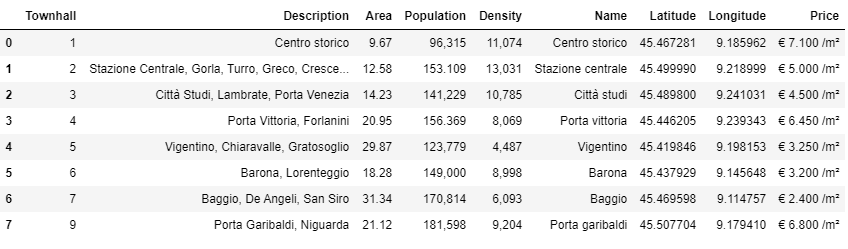 Townhall Description Area Population Density Name Latitude Longitude Price
0 1 Centro storico 9.67 96,315 11,074 Centro storico 45.467281 9.185962 € 7.100 /m²
1 2 Stazione Centrale, Gorla, Turro, Greco, Cresce... 12.58 153.109 13,031 Stazione centrale 45.499990 9.218999 € 5.000 /m²
2 3 Città Studi, Lambrate, Porta Venezia 14.23 141,229 10,785 Città studi 45.489800 9.241031 € 4.500 /m²
3 4 Porta Vittoria, Forlanini 20.95 156.369 8,069 Porta vittoria 45.446205 9.239343 € 6.450 /m²
4 5 Vigentino, Chiaravalle, Gratosoglio 29.87 123,779 4,487 Vigentino 45.419846 9.198153 € 3.250 /m²
5 6 Barona, Lorenteggio 18.28 149,000 8,998 Barona 45.437929 9.145648 € 3.200 /m²
6 7 Baggio, De Angeli, San Siro 31.34 170,814 6,093 Baggio 45.469598 9.114757 € 2.400 /m²
7 9 Porta Garibaldi, Niguarda 21.12 181,598 9,204 Porta garibaldi 45.507704 9.179410 € 6.800 /m²